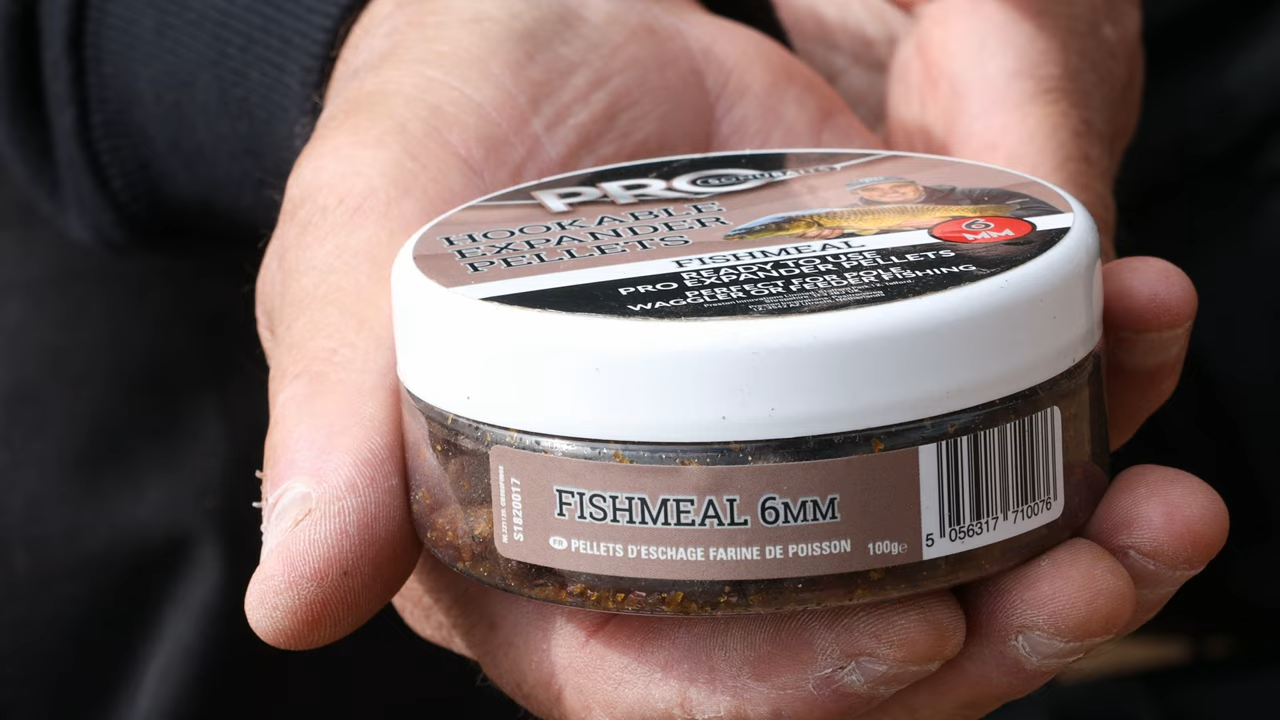 PRO
SONUBAITS
HOOKABLE
EXPANDER
PELLETS
6
MM
FISHMEAL
READY TO USE
PRO EXPANDER PELLETS
PERFECT FOR POLE,
WAGGLER OR FEEDER FISHING
S1820017
FISHMEAL 6MM
FR PELLETS D'ESCHAGE FARINE DE POISSON 100g℮
5 056317 710076